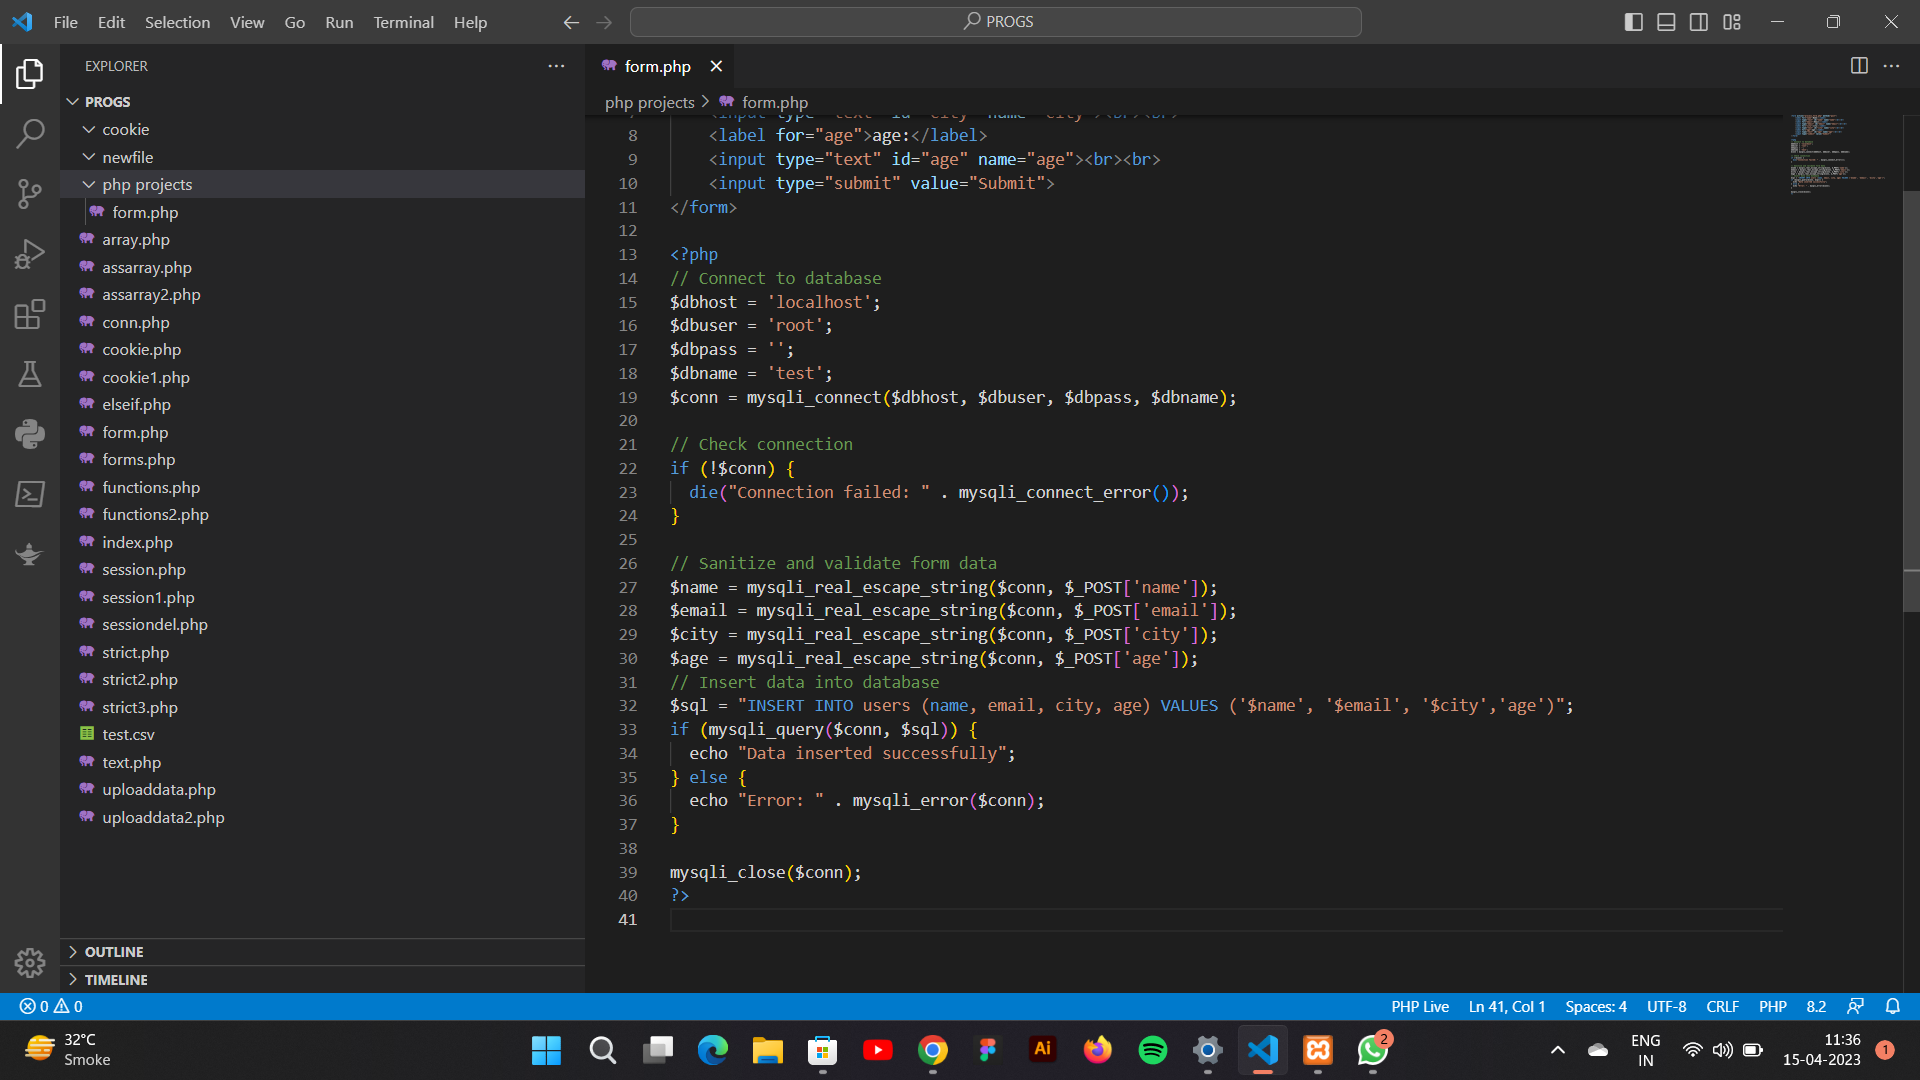 File Edit Selection View Go Run Terminal Help
PROGS
EXPLORER
PROGS
cookie
newfile
php projects
form.php
array.php
assarray.php
assarray2.php
conn.php
cookie.php
cookie1.php
elseif.php
form.php
forms.php
functions.php
functions2.php
index.php
session.php
session1.php
sessiondel.php
strict.php
strict2.php
strict3.php
test.csv
text.php
uploaddata.php
uploaddata2.php
OUTLINE
TIMELINE
form.php
php projects > form.php
8 <label for="age">age:</label>
9 <input type="text" id="age" name="age"><br><br>
10 <input type="submit" value="Submit">
11 </form>
12
13 <?php
14 // Connect to database
15 $dbhost = 'localhost';
16 $dbuser = 'root';
17 $dbpass = '';
18 $dbname = 'test';
19 $conn = mysqli_connect($dbhost, $dbuser, $dbpass, $dbname);
20
21 // Check connection
22 if (!$conn) {
23 die("Connection failed: " . mysqli_connect_error());
24 }
25
26 // Sanitize and validate form data
27 $name = mysqli_real_escape_string($conn, $_POST['name']);
28 $email = mysqli_real_escape_string($conn, $_POST['email']);
29 $city = mysqli_real_escape_string($conn, $_POST['city']);
30 $age = mysqli_real_escape_string($conn, $_POST['age']);
31 // Insert data into database
32 $sql = "INSERT INTO users (name, email, city, age) VALUES ('$name', '$email', '$city','age')";
33 if (mysqli_query($conn, $sql)) {
34 echo "Data inserted successfully";
35 } else {
36 echo "Error: " . mysqli_error($conn);
37 }
38
39 mysqli_close($conn);
40 ?>
41
0 0 PHP Live Ln 41, Col 1 Spaces: 4 UTF-8 CRLF PHP 8.2
32°C
Smoke
Ai
2
ENG
IN
11:36
15-04-2023
1